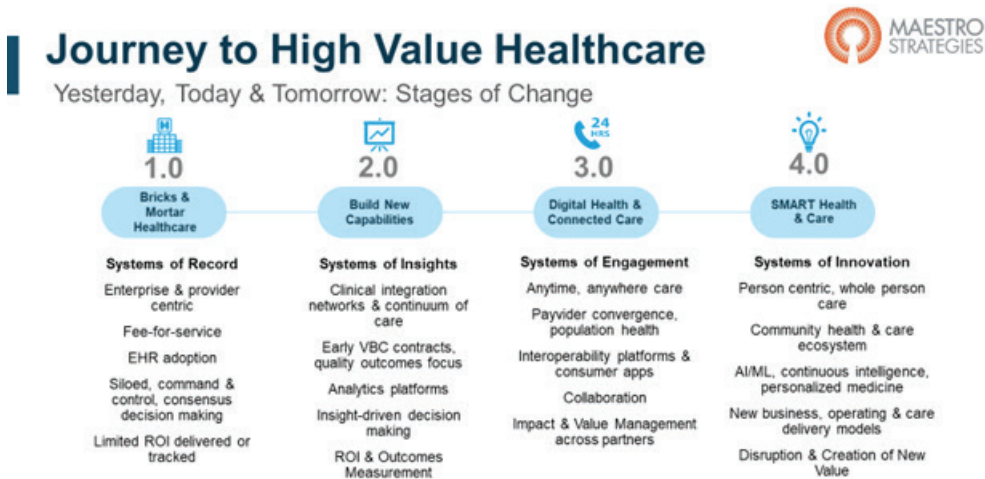 MAESTRO
STRATEGIES
Journey to High Value Healthcare
Yesterday, Today & Tomorrow: Stages of Change
H
1.0
Bricks &
Mortar
Healthcare
Systems of Record
Enterprise & provider
centric
Fee-for-service
EHR adoption
Siloed, command &
control, consensus
decision making
Limited ROI delivered or
tracked
2.0
Build New
Capabilities
Systems of Insights
Clinical integration
networks & continuum of
care
Early VBC contracts,
quality outcomes focus
Analytics platforms
Insight-driven decision
making
ROI & Outcomes
Measurement
24
HRS
3.0
Digital Health &
Connected Care
Systems of Engagement
Anytime, anywhere care
Payvider convergence,
population health
Interoperability platforms &
consumer apps
Collaboration
Impact & Value Management
across partners
4.0
SMART Health
& Care
Systems of Innovation
Person centric, whole person
care
Community health & care
ecosystem
AI/ML, continuous intelligence,
personalized medicine
New business, operating & care
delivery models
Disruption & Creation of New
Value